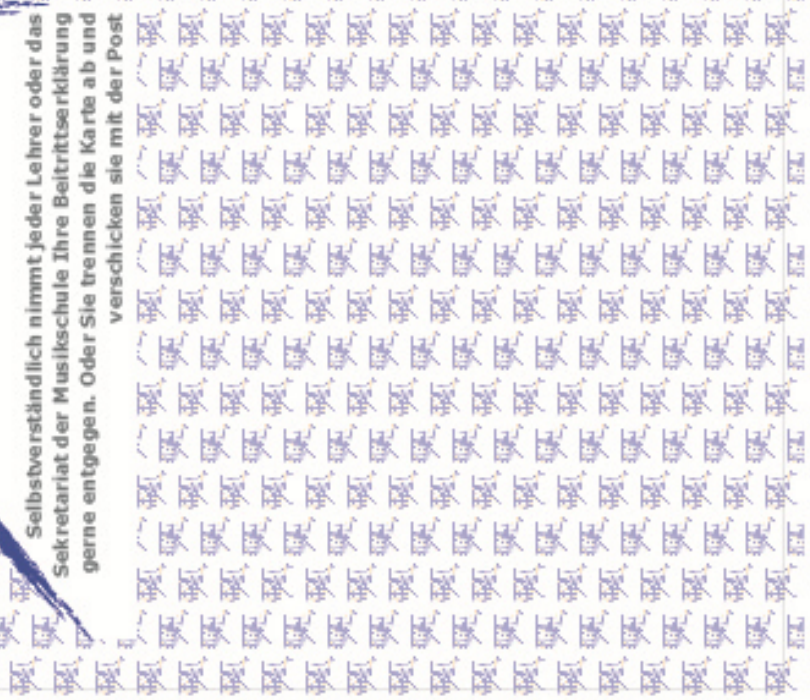 Selbstverständlich nimmt jeder Lehrer oder das
Sekretariat der Musikschule Ihre Beitrittserklärung
gerne entgegen. Oder Sie trennen die Karte ab und
verschicken sie mit der Post